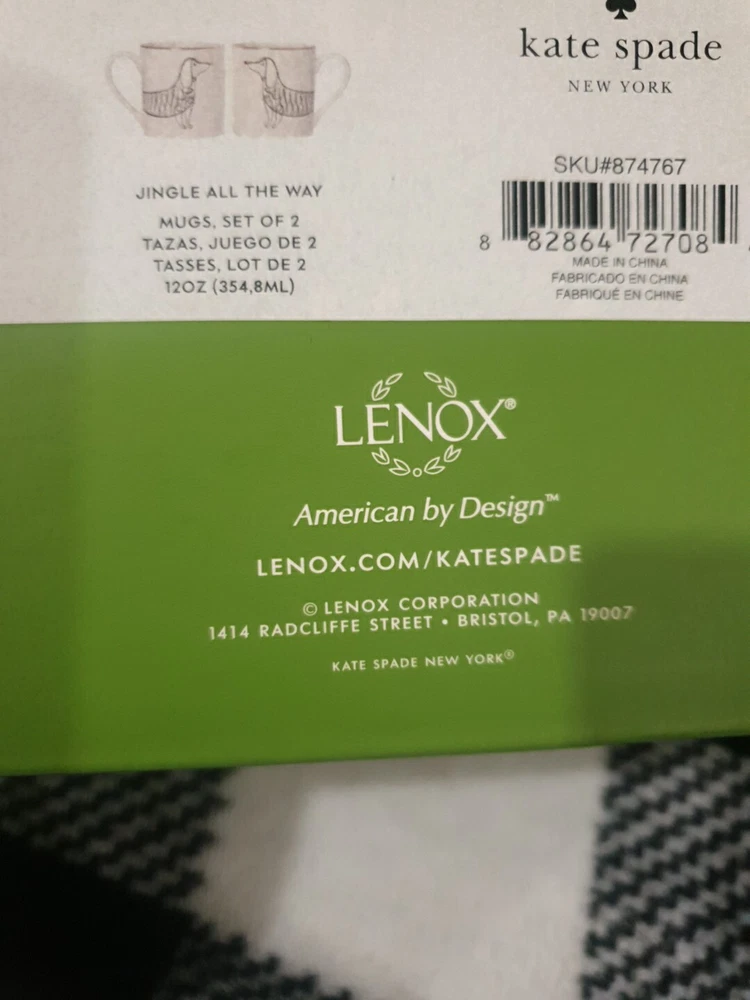 kate spade
NEW YORK
JINGLE ALL THE WAY
MUGS, SET OF 2
TAZAS, JUEGO DE 2
TASSES, LOT DE 2
12OZ (354,8ML)
SKU#874767
8 82864 72708
MADE IN CHINA
FABRICADO EN CHINA
FABRIQUÉ EN CHINE
LENOX®
American by Design™
LENOX.COM/KATESPADE
© LENOX CORPORATION
1414 RADCLIFFE STREET • BRISTOL, PA 19007
KATE SPADE NEW YORK®